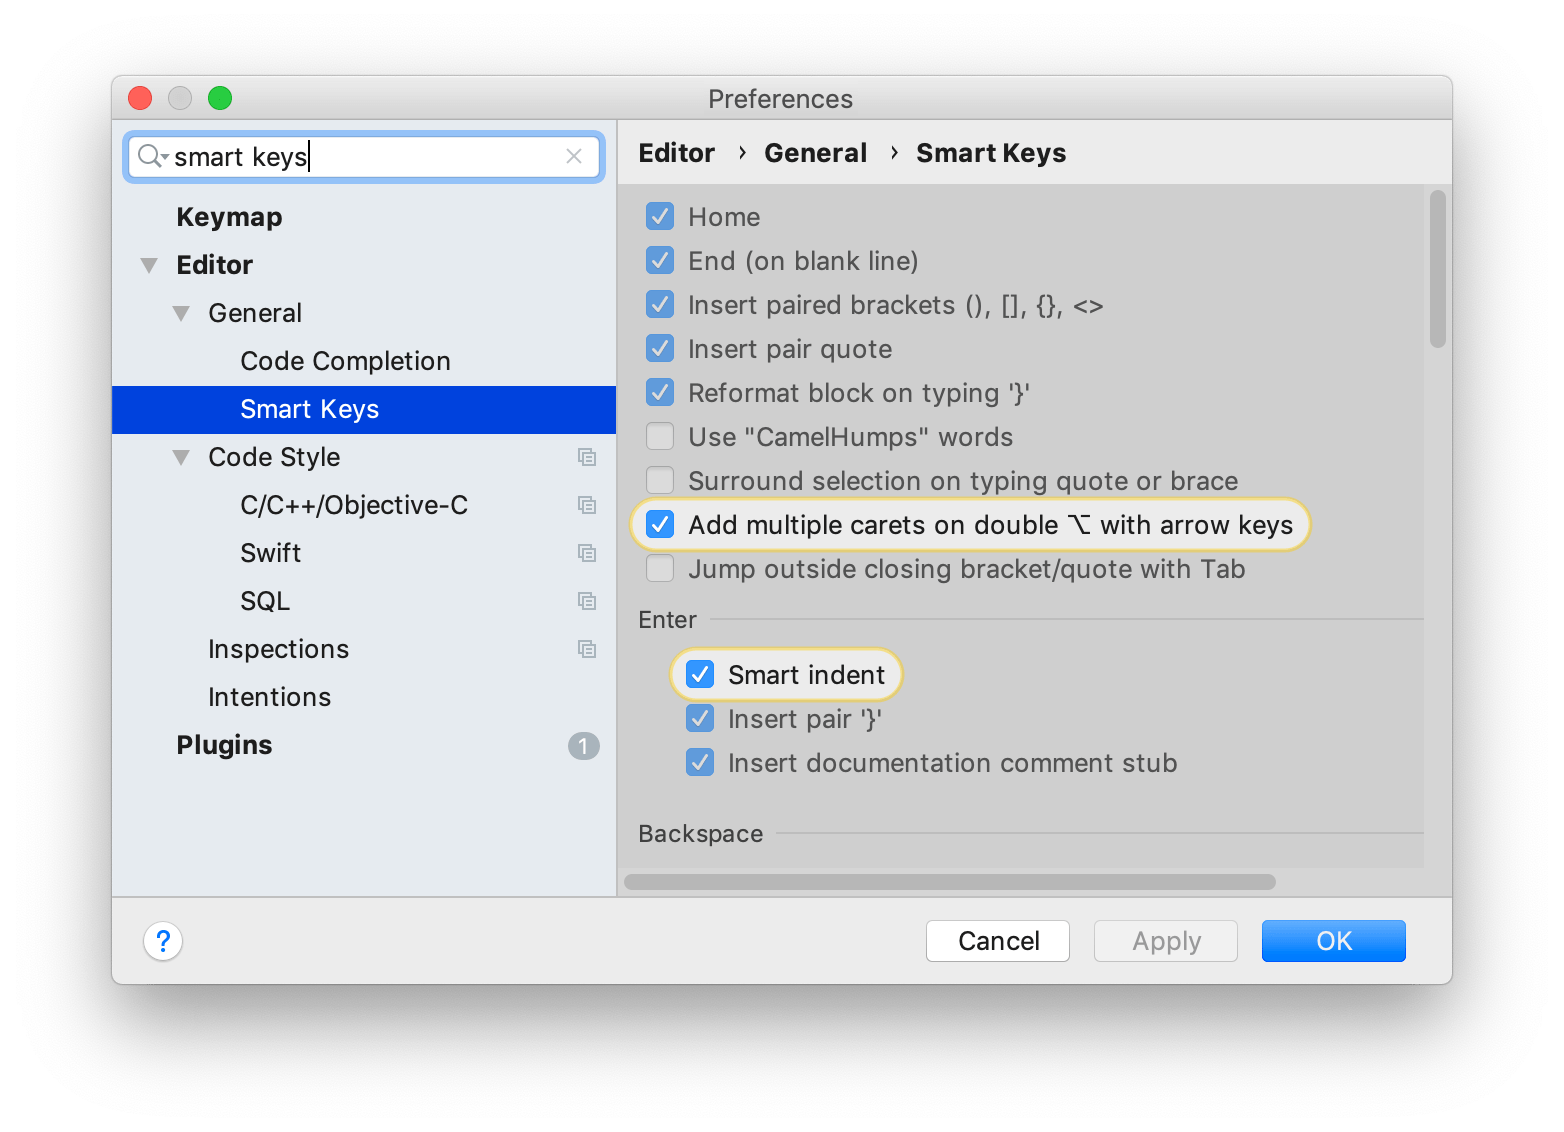 Preferences
smart keys
Keymap
Editor
General
Code Completion
Smart Keys
Code Style
C/C++/Objective-C
Swift
SQL
Inspections
Intentions
Plugins 1
Editor › General › Smart Keys
Home
End (on blank line)
Insert paired brackets (), [], {}, <>
Insert pair quote
Reformat block on typing '}'
Use "CamelHumps" words
Surround selection on typing quote or brace
Add multiple carets on double ⌥ with arrow keys
Jump outside closing bracket/quote with Tab
Enter
Smart indent
Insert pair '}'
Insert documentation comment stub
Backspace
? Cancel Apply OK